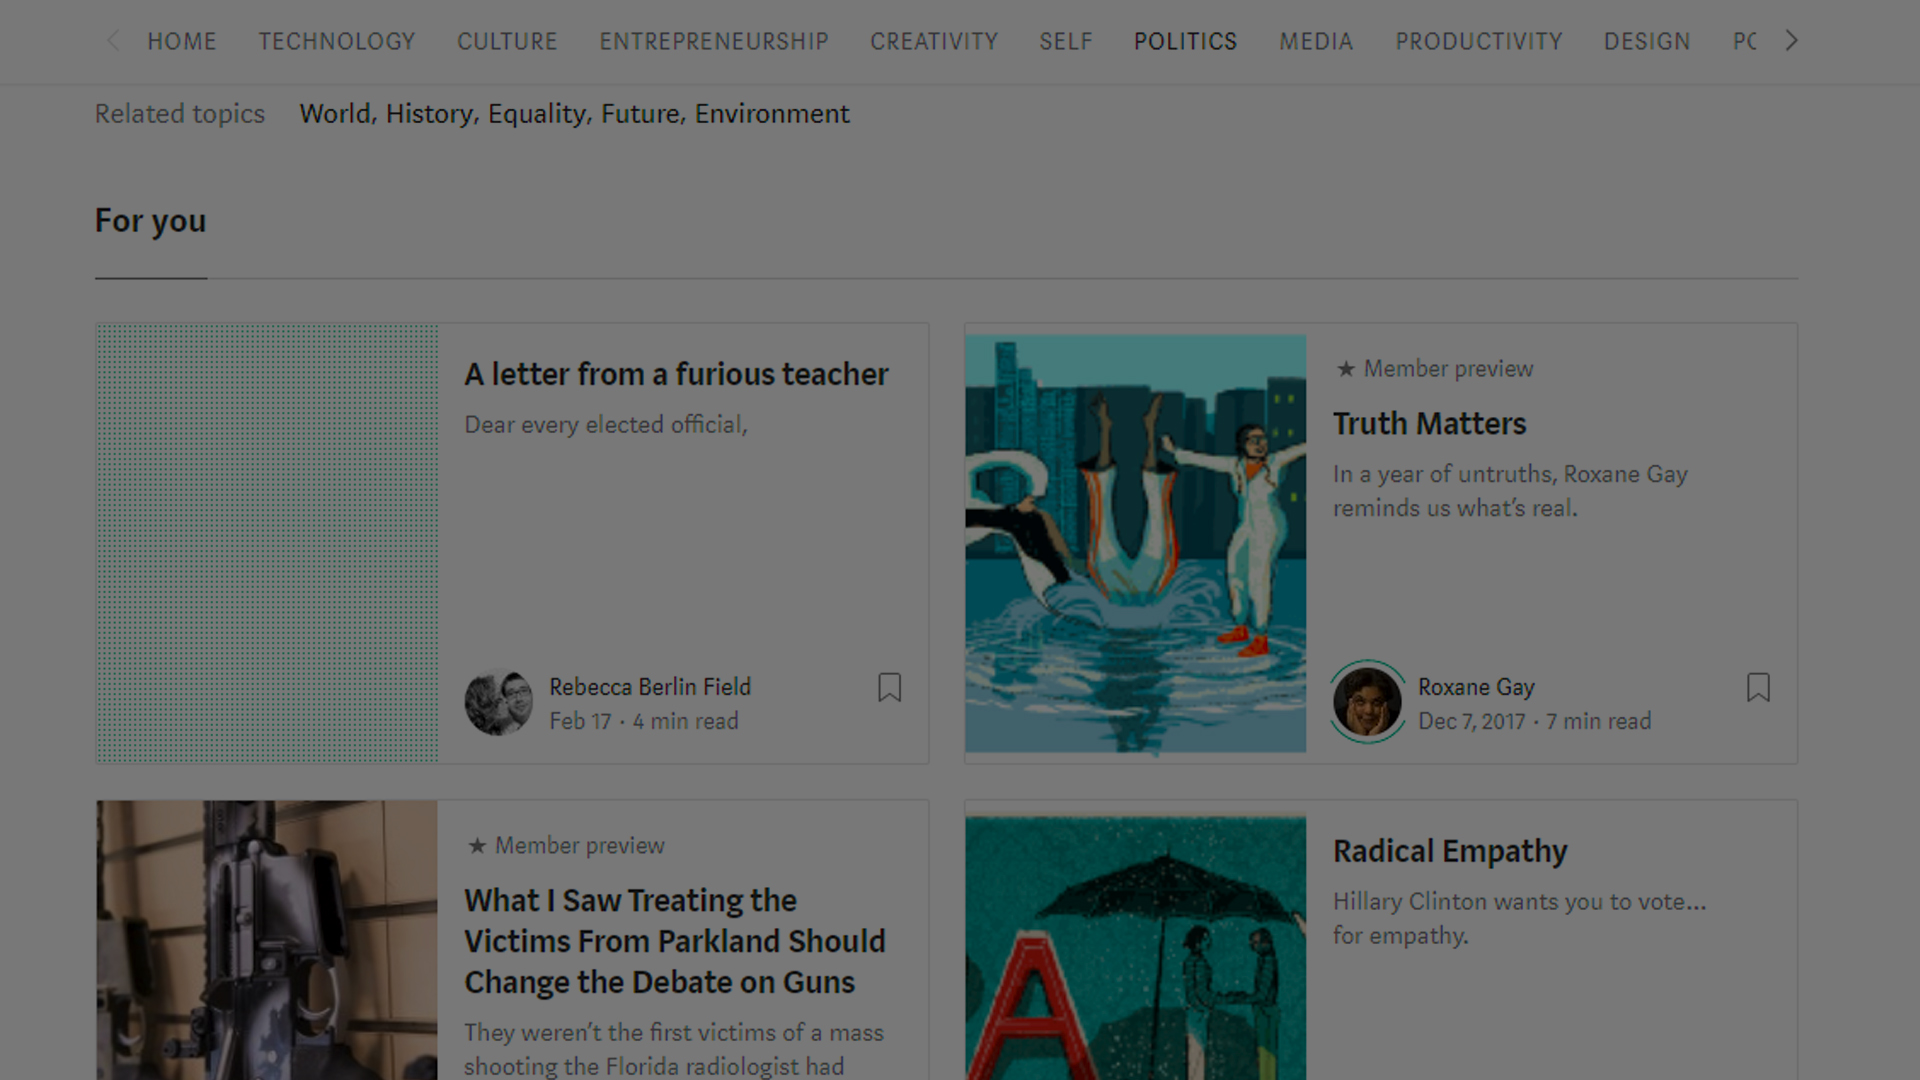 HOME TECHNOLOGY CULTURE ENTREPRENEURSHIP CREATIVITY SELF POLITICS MEDIA PRODUCTIVITY DESIGN PO
Related topics World, History, Equality, Future, Environment
For you
A letter from a furious teacher
Dear every elected official,
Rebecca Berlin Field
Feb 17 · 4 min read
★ Member preview
Truth Matters
In a year of untruths, Roxane Gay
reminds us what’s real.
Roxane Gay
Dec 7, 2017 · 7 min read
★ Member preview
What I Saw Treating the
Victims From Parkland Should
Change the Debate on Guns
They weren’t the first victims of a mass
shooting the Florida radiologist had
A
Radical Empathy
Hillary Clinton wants you to vote…
for empathy.